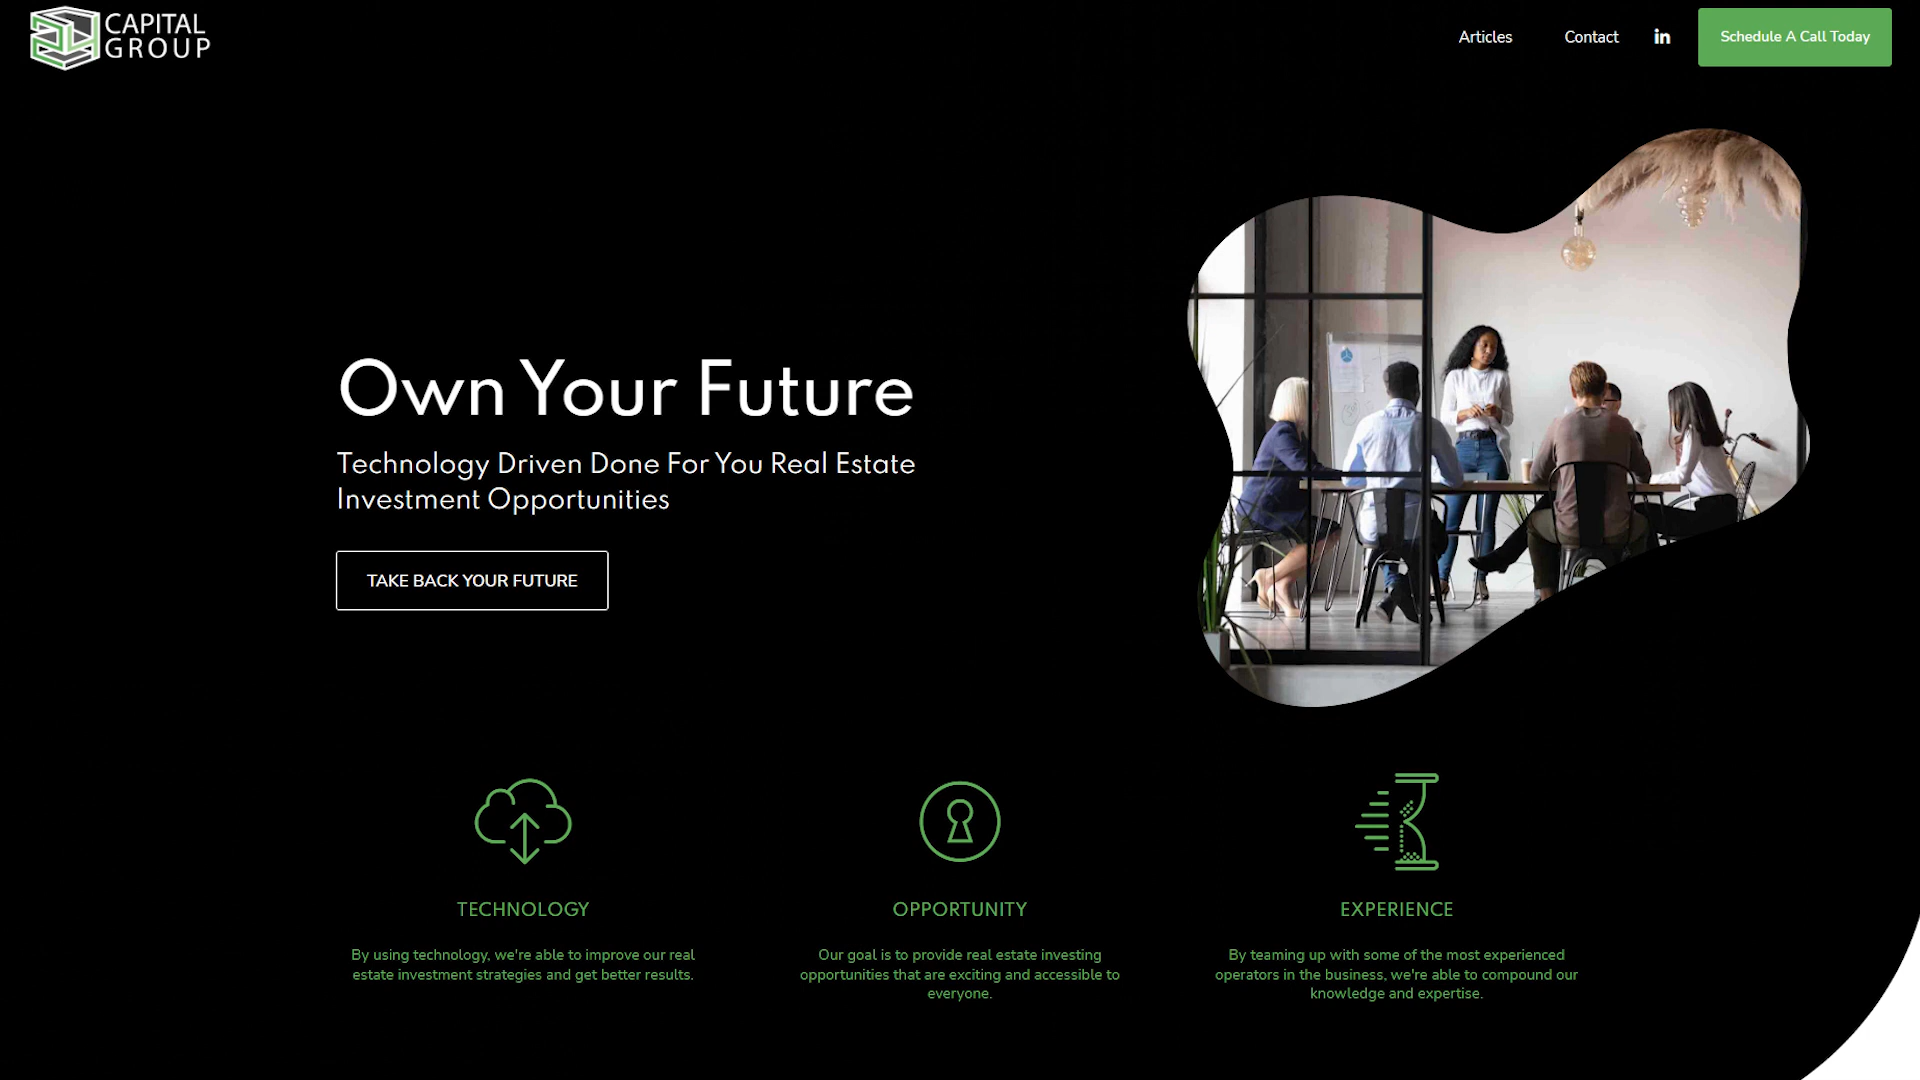 CAPITAL
GROUP
Articles
Contact
in
Schedule A Call Today
Own Your Future
Technology Driven Done For You Real Estate
Investment Opportunities
TAKE BACK YOUR FUTURE
TECHNOLOGY
By using technology, we're able to improve our real
estate investment strategies and get better results.
OPPORTUNITY
Our goal is to provide real estate investing
opportunities that are exciting and accessible to
everyone.
EXPERIENCE
By teaming up with some of the most experienced
operators in the business, we're able to compound our
knowledge and expertise.